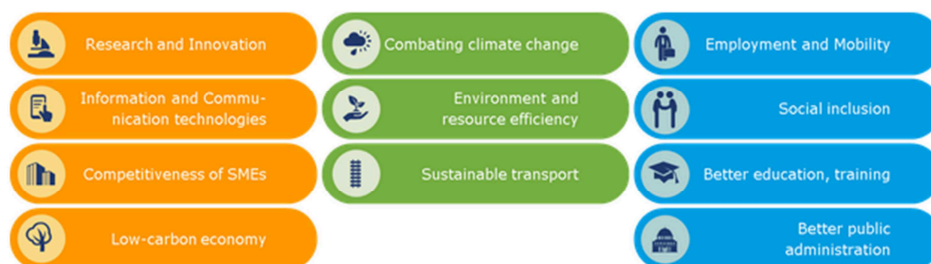 Research and Innovation
Information and Commu-
nication technologies
Competitiveness of SMEs
Low-carbon economy
Combating climate change
Environment and
resource efficiency
Sustainable transport
Employment and Mobility
Social inclusion
Better education, training
Better public
administration